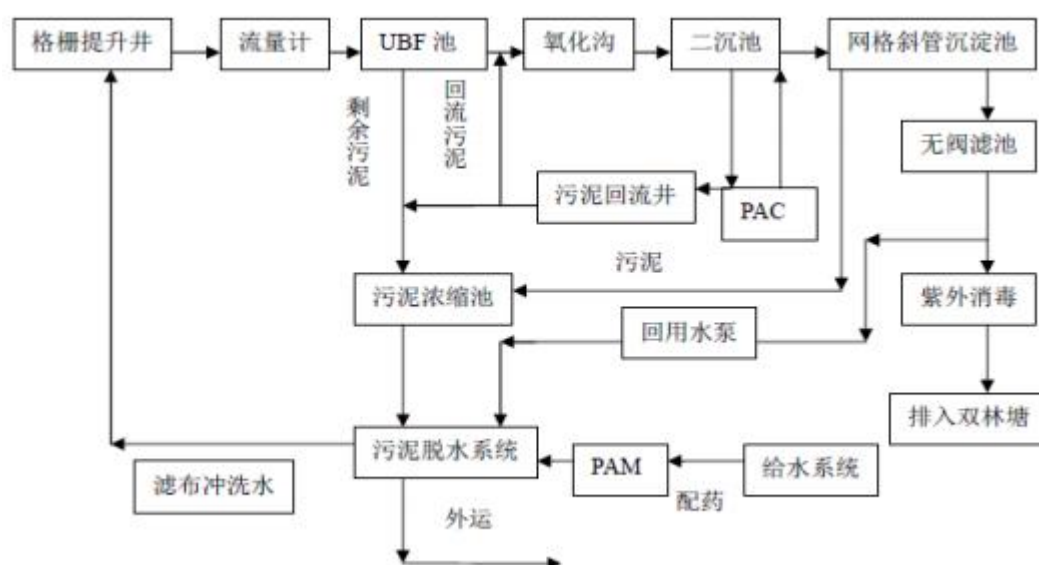 格栅提升井
流量计
UBF 池
氧化沟
二沉池
网格斜管沉淀池
剩余污泥
回流污泥
无阀滤池
污泥回流井
PAC
污泥
污泥浓缩池
紫外消毒
回用水泵
排入双林塘
污泥脱水系统
PAM
给水系统
滤布冲洗水
配药
外运